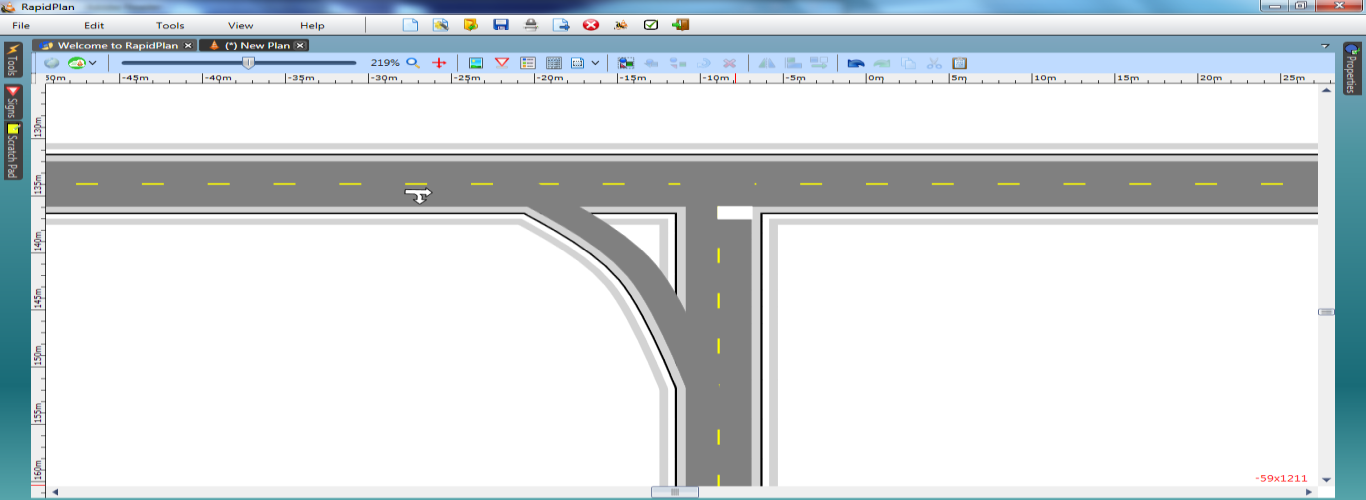 RapidPlan
File Edit Tools View Help
Welcome to RapidPlan (*) New Plan
219%
50m -45m -40m -35m -30m -25m -20m -15m -10m -5m 0m 5m 10m 15m 20m 25m
130m
135m
140m
145m
150m
155m
160m
Tools
Signs
Scratch Pad
Properties
-59x1211